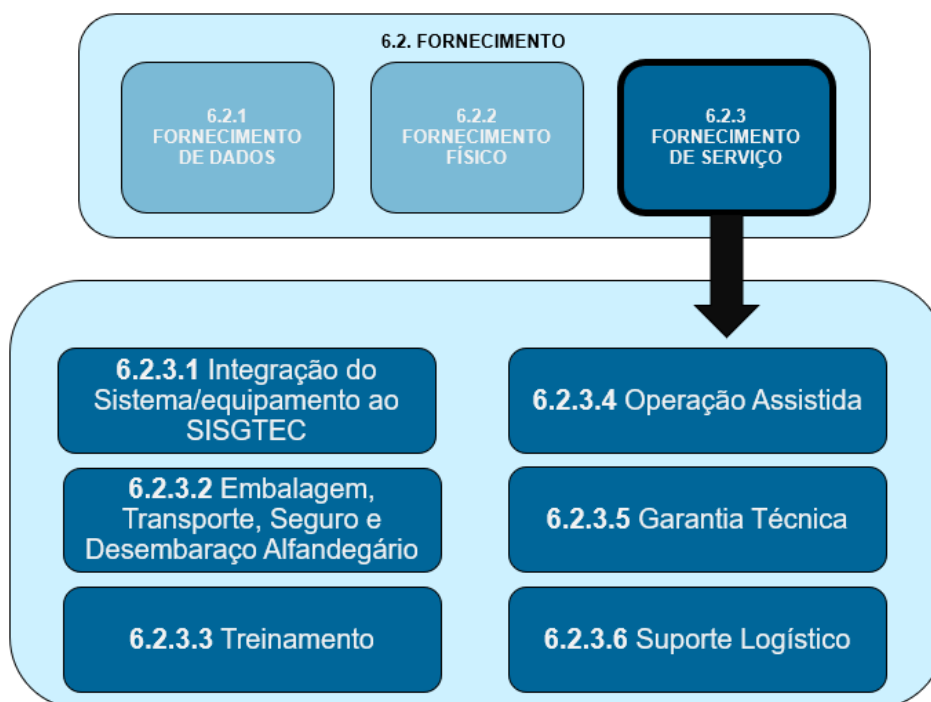 6.2. FORNECIMENTO
6.2.1
FORNECIMENTO
DE DADOS
6.2.2
FORNECIMENTO
FÍSICO
6.2.3
FORNECIMENTO
DE SERVIÇO
6.2.3.1 Integração do
Sistema/equipamento ao
SISGTEC
6.2.3.2 Embalagem,
Transporte, Seguro e
Desembaraço Alfandegário
6.2.3.3 Treinamento
6.2.3.4 Operação Assistida
6.2.3.5 Garantia Técnica
6.2.3.6 Suporte Logístico